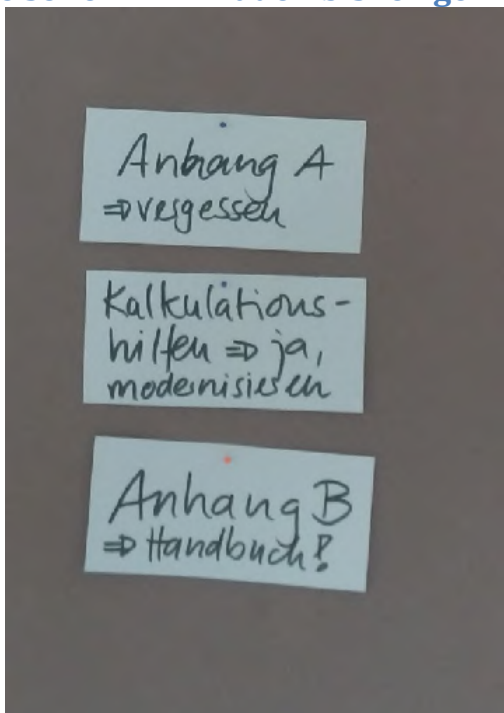 Anhang A
⇒ vergessen
Kalkulations-
hilfen ⇒ ja,
modernisieren
Anhang B
⇒ Handbuch!